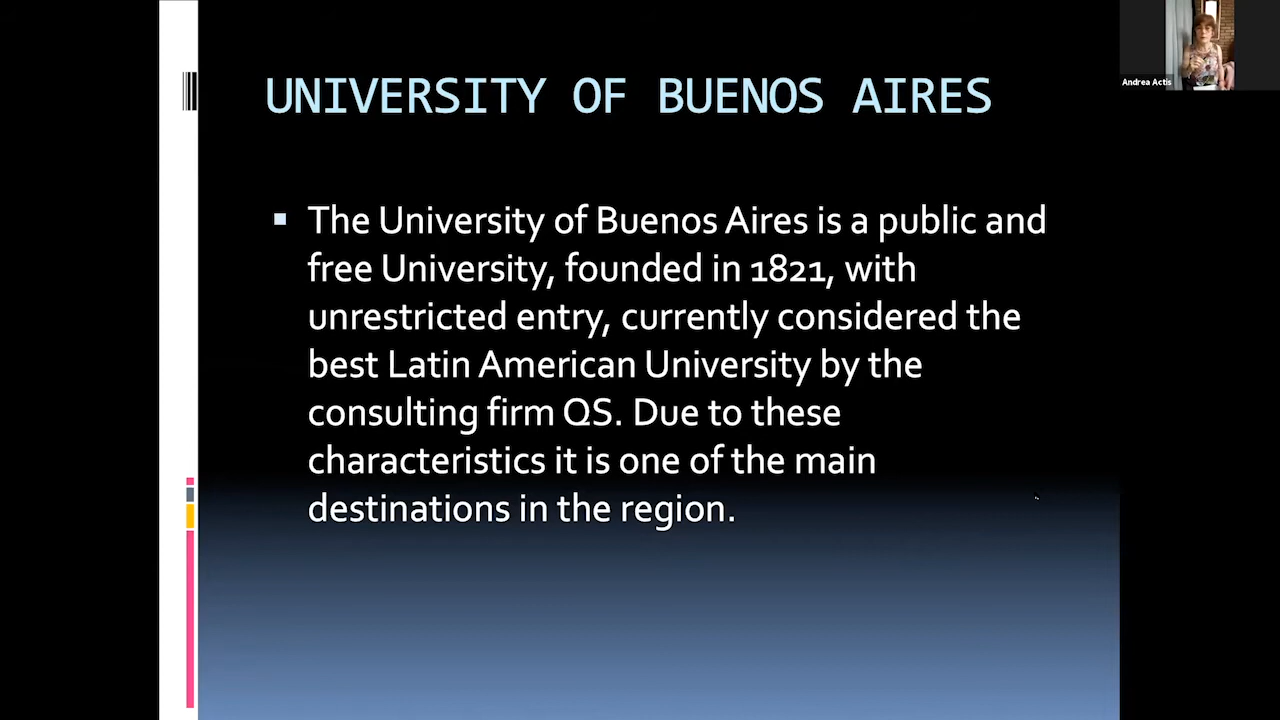 UNIVERSITY OF BUENOS AIRES
The University of Buenos Aires is a public and
free University, founded in 1821, with
unrestricted entry, currently considered the
best Latin American University by the
consulting firm QS. Due to these
characteristics it is one of the main
destinations in the region.
Andrea Actis